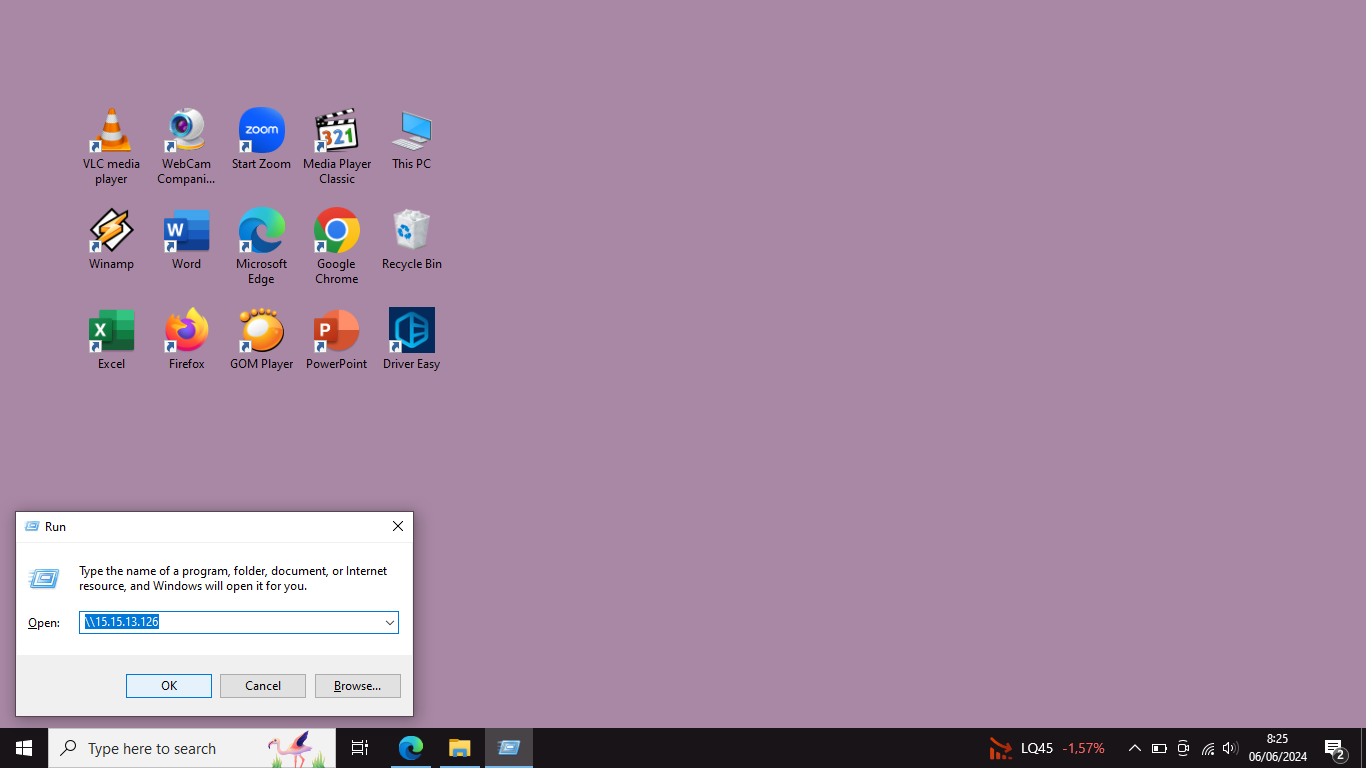 VLC media player
WebCam Compani...
Start Zoom
Media Player Classic
This PC
Winamp
Word
Microsoft Edge
Google Chrome
Recycle Bin
Excel
Firefox
GOM Player
PowerPoint
Driver Easy
zoom
321
W
X
P
Run
Type the name of a program, folder, document, or Internet
resource, and Windows will open it for you.
Open:
\\15.15.13.126
OK
Cancel
Browse...
Type here to search
LQ45
-1,57%
8:25
06/06/2024
2